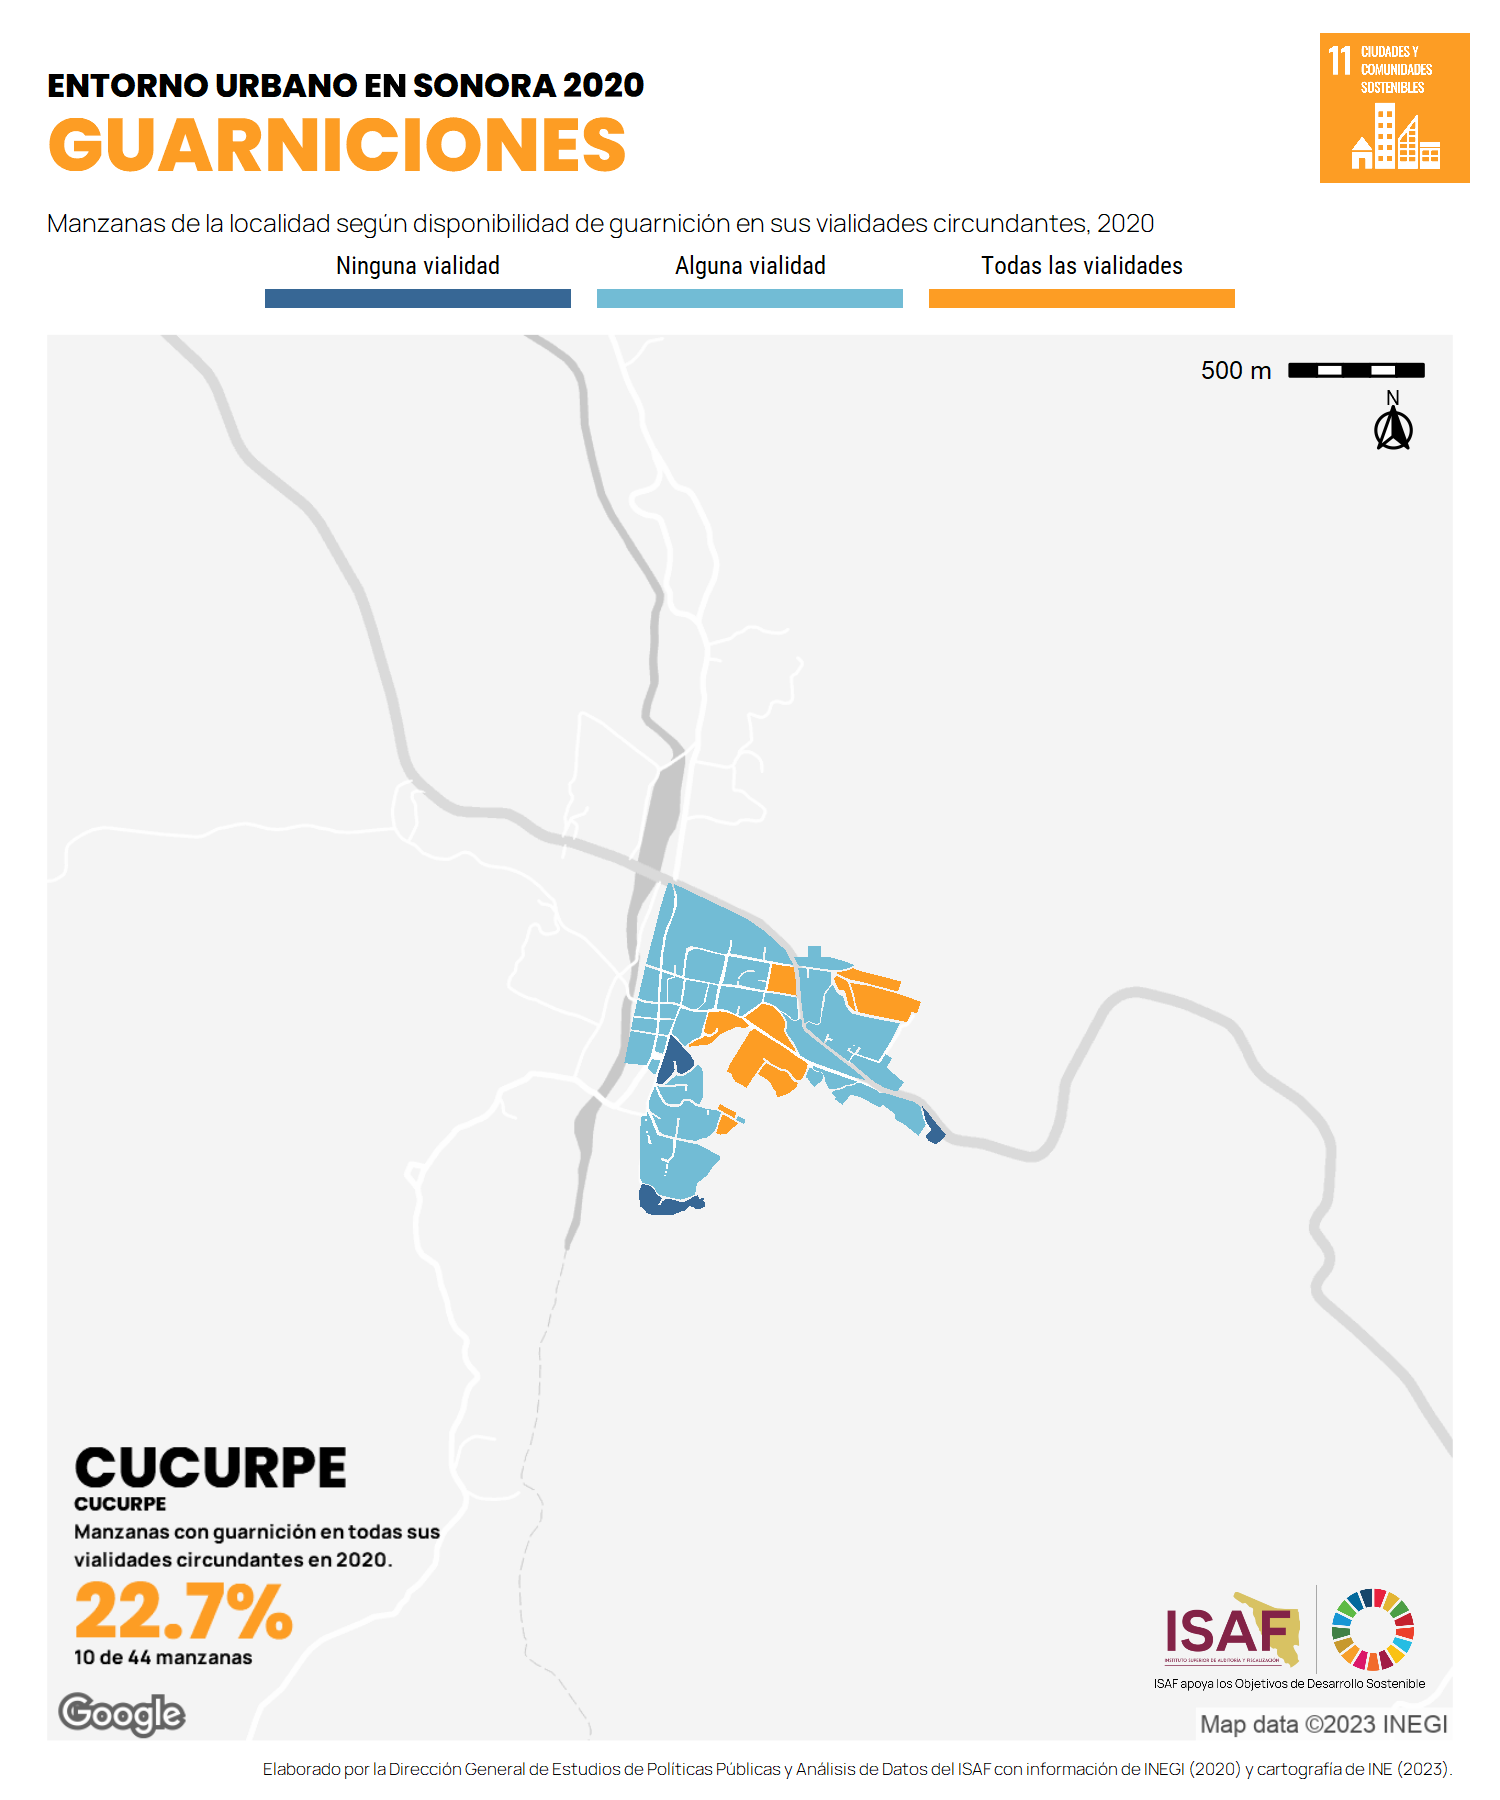 ENTORNO URBANO EN SONORA 2020
GUARNICIONES
11 CIUDADES Y
COMUNIDADES
SOSTENIBLES
Manzanas de la localidad según disponibilidad de guarnición en sus vialidades circundantes, 2020
Ninguna vialidad
Alguna vialidad
Todas las vialidades
500 m
N
CUCURPE
CUCURPE
Manzanas con guarnición en todas sus
vialidades circundantes en 2020.
22.7%
10 de 44 manzanas
Google
ISAF
INSTITUTO SUPERIOR DE AUDITORÍA Y FISCALIZACIÓN
ISAF apoya los Objetivos de Desarrollo Sostenible
Map data ©2023 INEGI
Elaborado por la Dirección General de Estudios de Políticas Públicas y Análisis de Datos del ISAF con información de INEGI (2020) y cartografía de INE (2023).